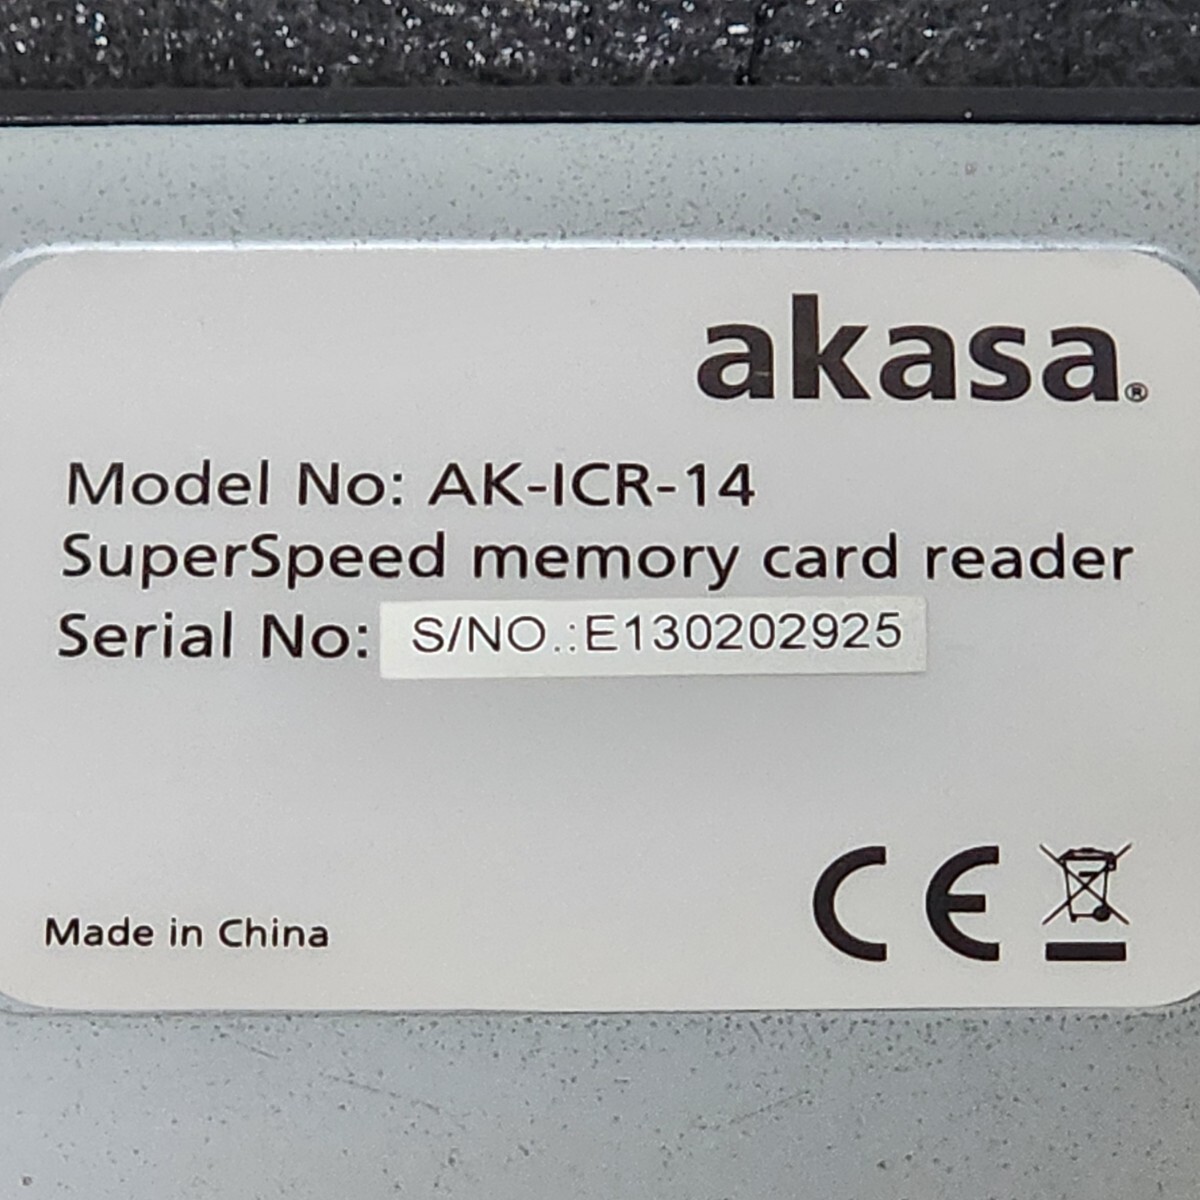 akasa®
Model No: AK-ICR-14
SuperSpeed memory card reader
Serial No: S/NO.:E130202925
Made in China
CE